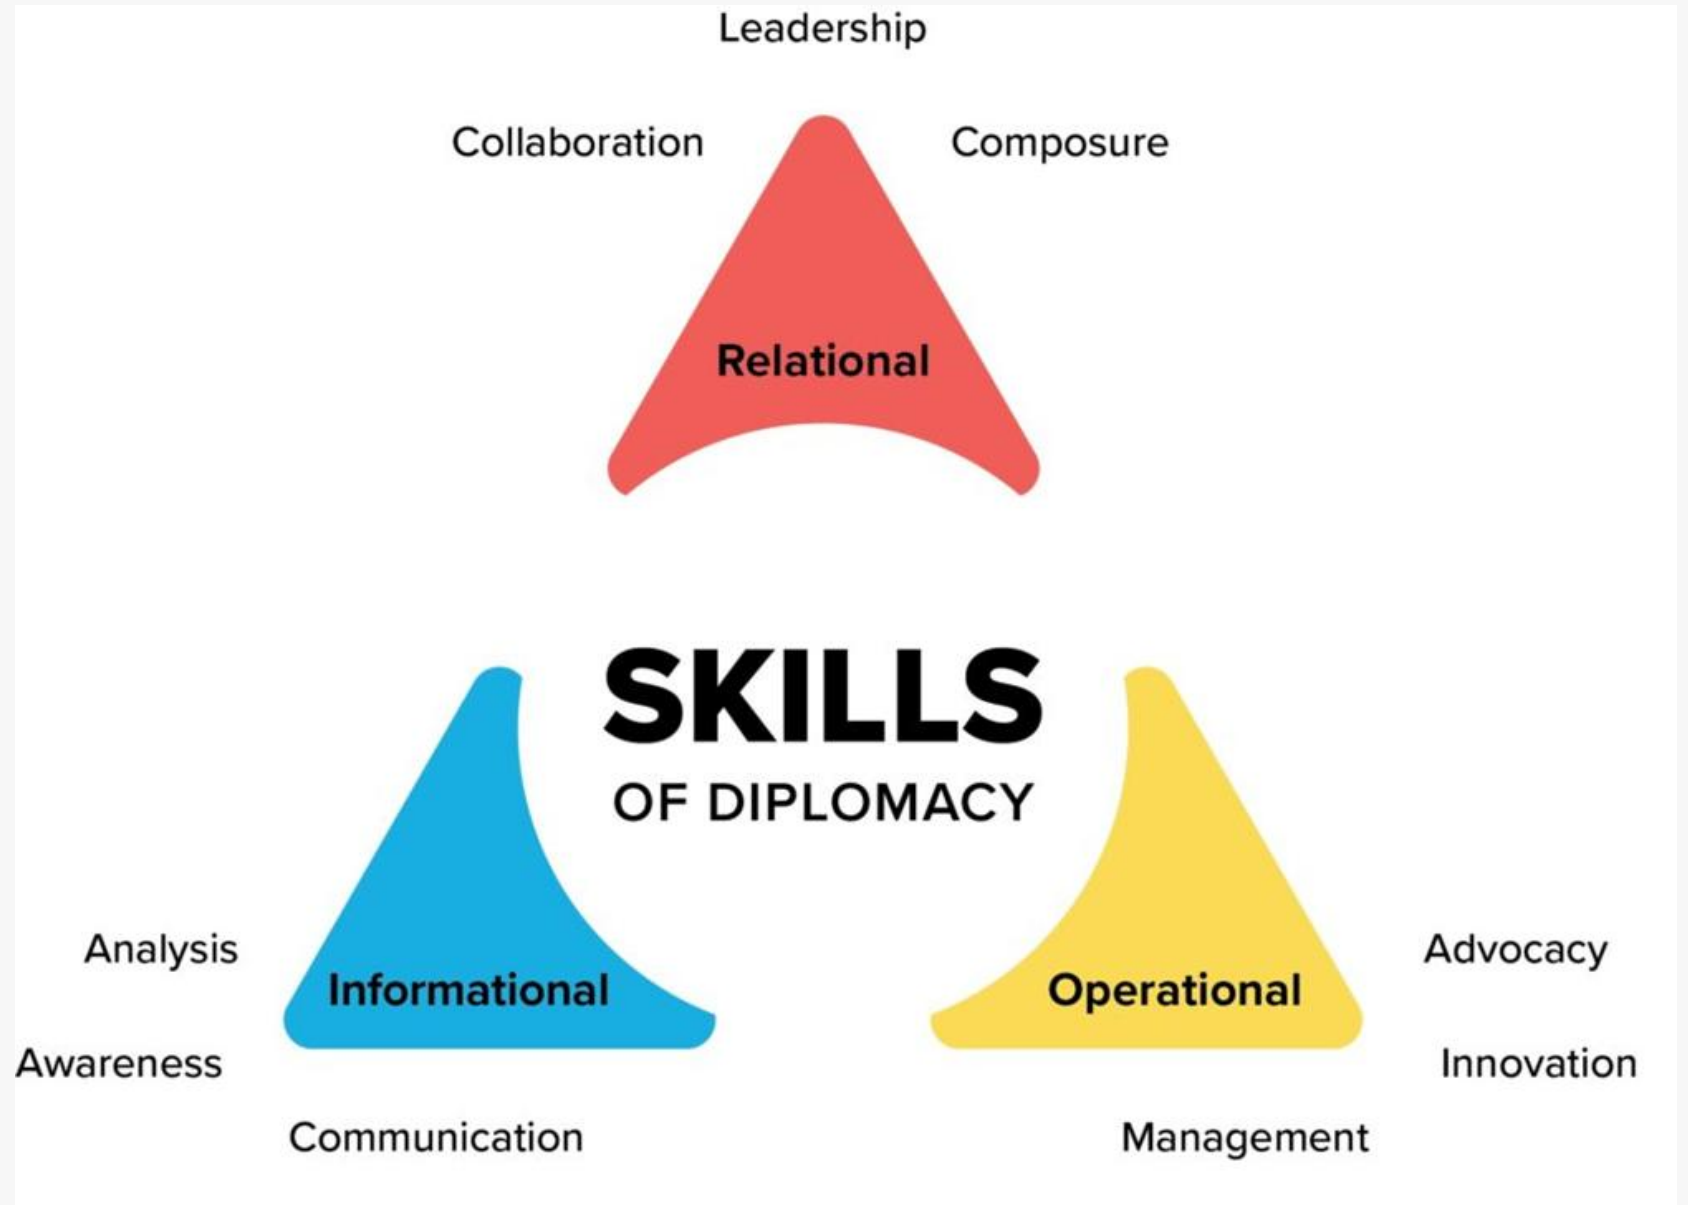 Leadership
Collaboration
Composure
Relational
SKILLS
OF DIPLOMACY
Analysis
Informational
Operational
Advocacy
Awareness
Innovation
Communication
Management